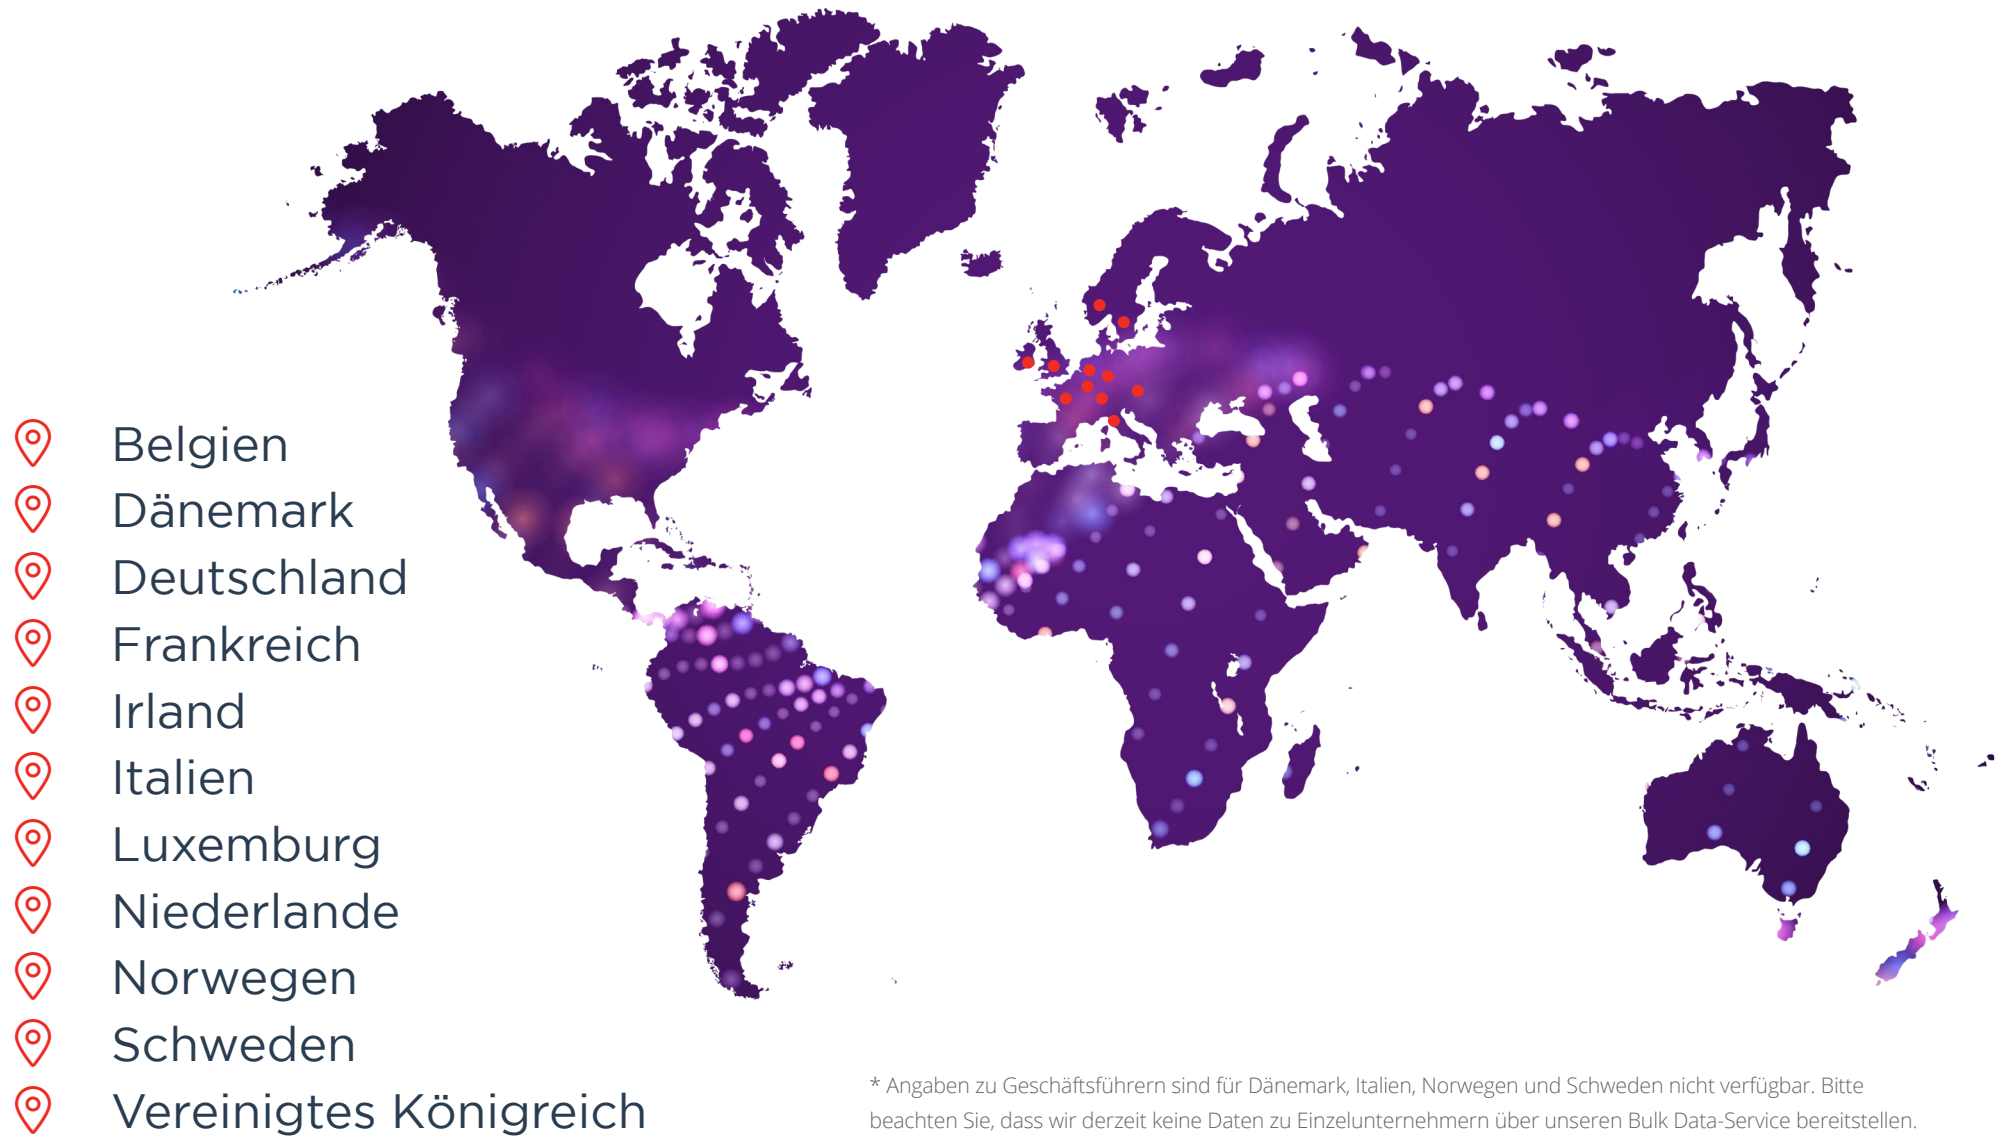 Belgien
Dänemark
Deutschland
Frankreich
Irland
Italien
Luxemburg
Niederlande
Norwegen
Schweden
Vereinigtes Königreich
* Angaben zu Geschäftsführern sind für Dänemark, Italien, Norwegen und Schweden nicht verfügbar. Bitte
beachten Sie, dass wir derzeit keine Daten zu Einzelunternehmern über unseren Bulk Data-Service bereitstellen.